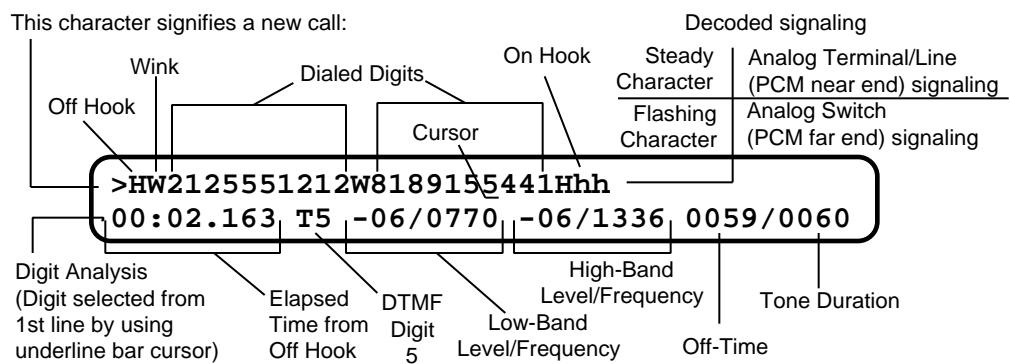 This character signifies a new call:
Decoded signaling
Off Hook
Wink
Dialed Digits
Cursor
On Hook
Steady
Character
Analog Terminal/Line
(PCM near end) signaling
Flashing
Character
Analog Switch
(PCM far end) signaling
>HW2125551212W8189155441Hhh
00:02.163 T5 -06/0770 -06/1336 0059/0060
Digit Analysis
(Digit selected from
1st line by using
underline bar cursor)
Elapsed
Time from
Off Hook
DTMF
Digit
5
Low-Band
Level/Frequency
High-Band
Level/Frequency
Off-Time
Tone Duration